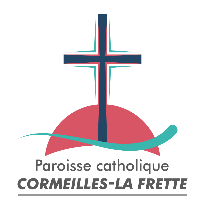 Paroisse catholique
CORMEILLES-LA FRETTE